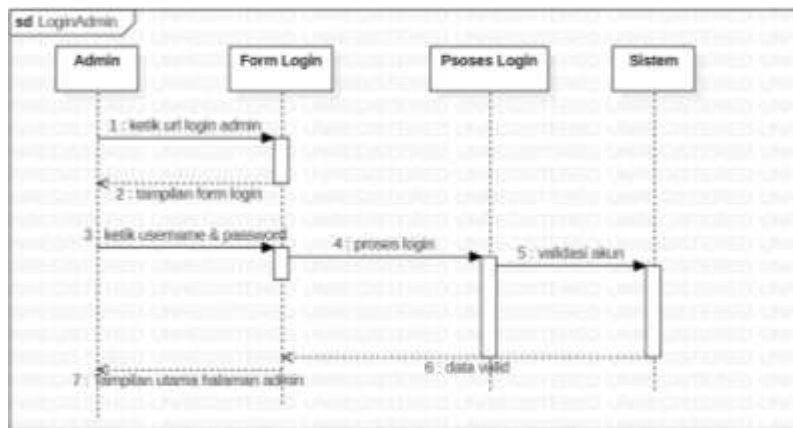 sd LoginAdmin
Admin
Form Login
Psoses Login
Sistem
1 : ketik url login admin
2 : tampilan form login
3 : ketik username & password
4 : proses login
5 : validasi akun
6 : data valid
7 : Tampilan utama halaman admin
UNREGISTERED